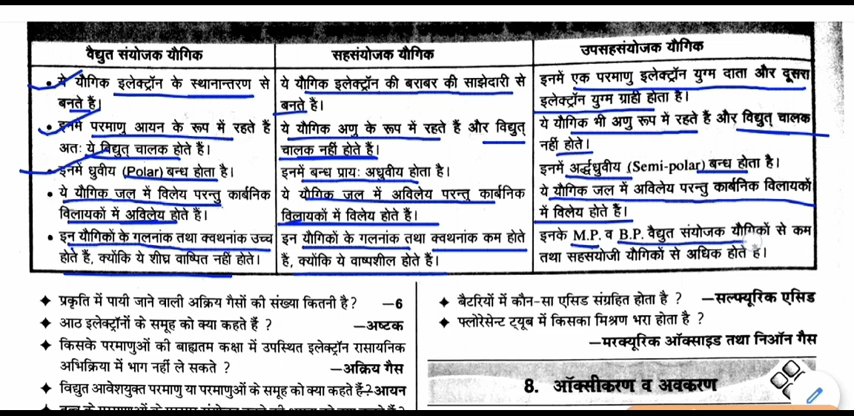 वैद्युत संयोजक यौगिक
ये यौगिक इलेक्ट्रॉन के स्थानान्तरण से
बनते हैं।
इनमें परमाणु आयन के रूप में रहते हैं
अतः ये विद्युत चालक होते हैं।
इनमें ध्रुवीय (Polar) बन्ध होता है।
ये यौगिक जल में विलेय परन्तु कार्बनिक
विलायकों में अविलेय होते हैं।
इन यौगिकों के गलनांक तथा क्वथनांक उच्च
होते हैं, क्योंकि ये शीघ्र वाष्पित नहीं होते।
सहसंयोजक यौगिक
ये यौगिक इलेक्ट्रॉन की बराबर की साझेदारी से
बनते है।
ये यौगिक अणु के रूप में रहते हैं और विद्युत्
चालक नहीं होते हैं।
इनमें बन्ध प्रायः अध्रुवीय होता है।
ये यौगिक जल में अविलेय परन्तु कार्बनिक
विलायकों में विलेय होते हैं।
इन यौगिकों के गलनांक तथा क्वथनांक कम होते
हैं, क्योंकि ये वाष्पशील होते हैं।
उपसहसंयोजक यौगिक
इनमें एक परमाणु इलेक्ट्रॉन युग्म दाता और दूसरा
इलेक्ट्रॉन युग्म ग्राही होता है।
ये यौगिक भी अणु रूप में रहते हैं और विद्युत् चालक
नहीं होते।
इनमें अर्द्धध्रुवीय (Semi-polar) बन्ध होता है।
ये यौगिक जल में अविलेय परन्तु कार्बनिक विलायकों
में विलेय होते हैं।
इनके M.P. व B.P. वैद्युत संयोजक यौगिकों से कम
तथा सहसयोजी यौगिकों से अधिक होते हैं।
प्रकृति में पायी जाने वाली अक्रिय गैसों की संख्या कितनी है ? —6
आठ इलेक्ट्रॉनों के समूह को क्या कहते हैं ? —अष्टक
किसके परमाणुओं की बाह्यतम कक्षा में उपस्थित इलेक्ट्रॉन रासायनिक
अभिक्रिया में भाग नहीं ले सकते ? —अक्रिय गैस
विद्युत आवेशयुक्त परमाणु या परमाणुओं के समूह को क्या कहते हैं ? —आयन
बैटरियों में कौन-सा एसिड संग्रहित होता है ? —सल्फ्यूरिक एसिड
फ्लोरेसेन्ट ट्यूब में किसका मिश्रण भरा होता है ?
—मरक्यूरिक ऑक्साइड तथा निऑन गैस
8. ऑक्सीकरण व अवकरण